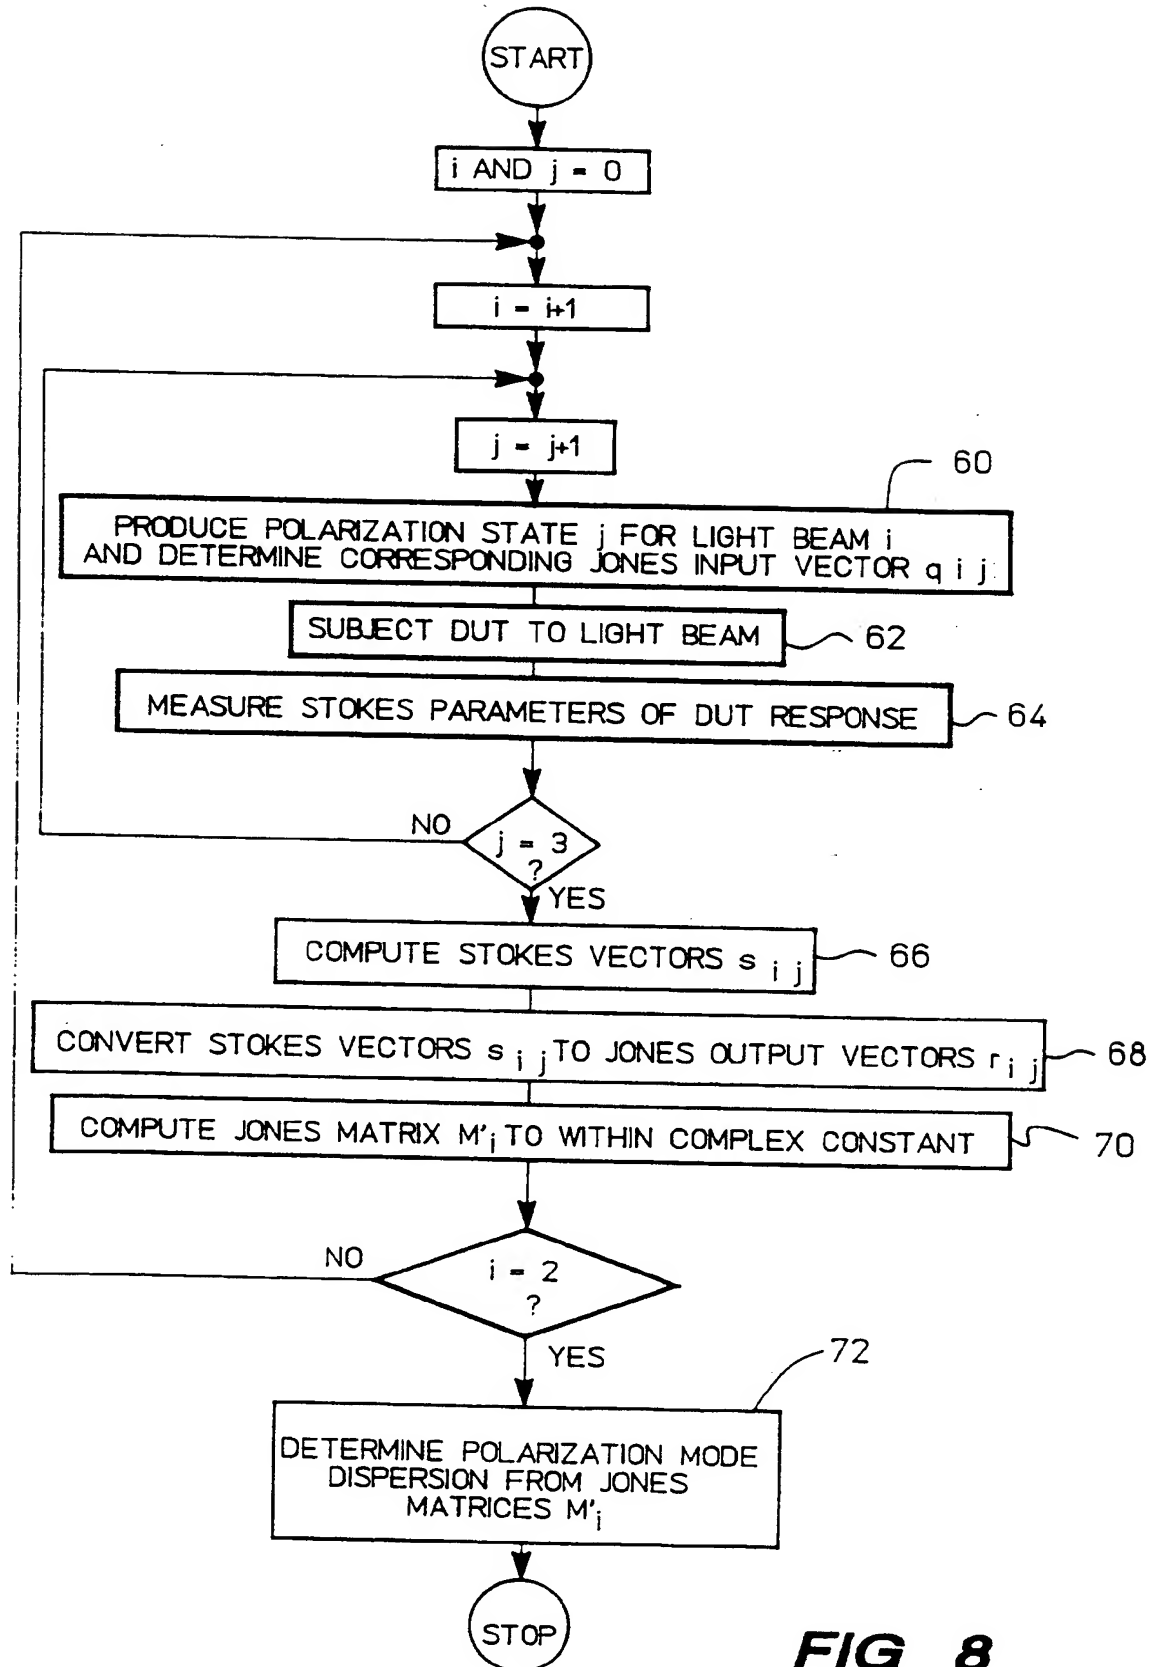 START
i AND j = 0
i = i+1
j = j+1
60
PRODUCE POLARIZATION STATE j FOR LIGHT BEAM i
AND DETERMINE CORRESPONDING JONES INPUT VECTOR q i j
SUBJECT DUT TO LIGHT BEAM
62
MEASURE STOKES PARAMETERS OF DUT RESPONSE
64
NO
j = 3
?
YES
COMPUTE STOKES VECTORS s i j
66
CONVERT STOKES VECTORS s i j TO JONES OUTPUT VECTORS r i j
68
COMPUTE JONES MATRIX M'i TO WITHIN COMPLEX CONSTANT
70
NO
i = 2
?
YES
72
DETERMINE POLARIZATION MODE
DISPERSION FROM JONES
MATRICES M'i
STOP
FIG 8